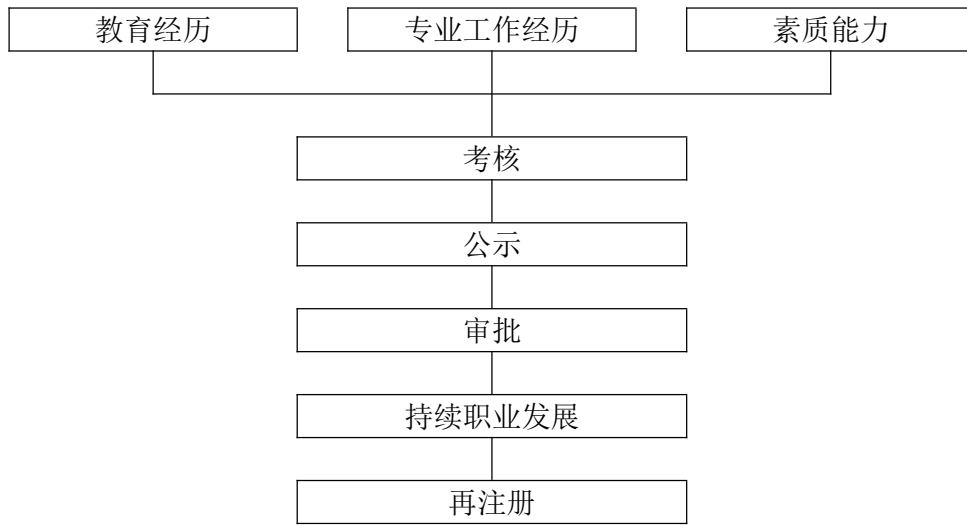 教育经历
专业工作经历
素质能力
考核
公示
审批
持续职业发展
再注册